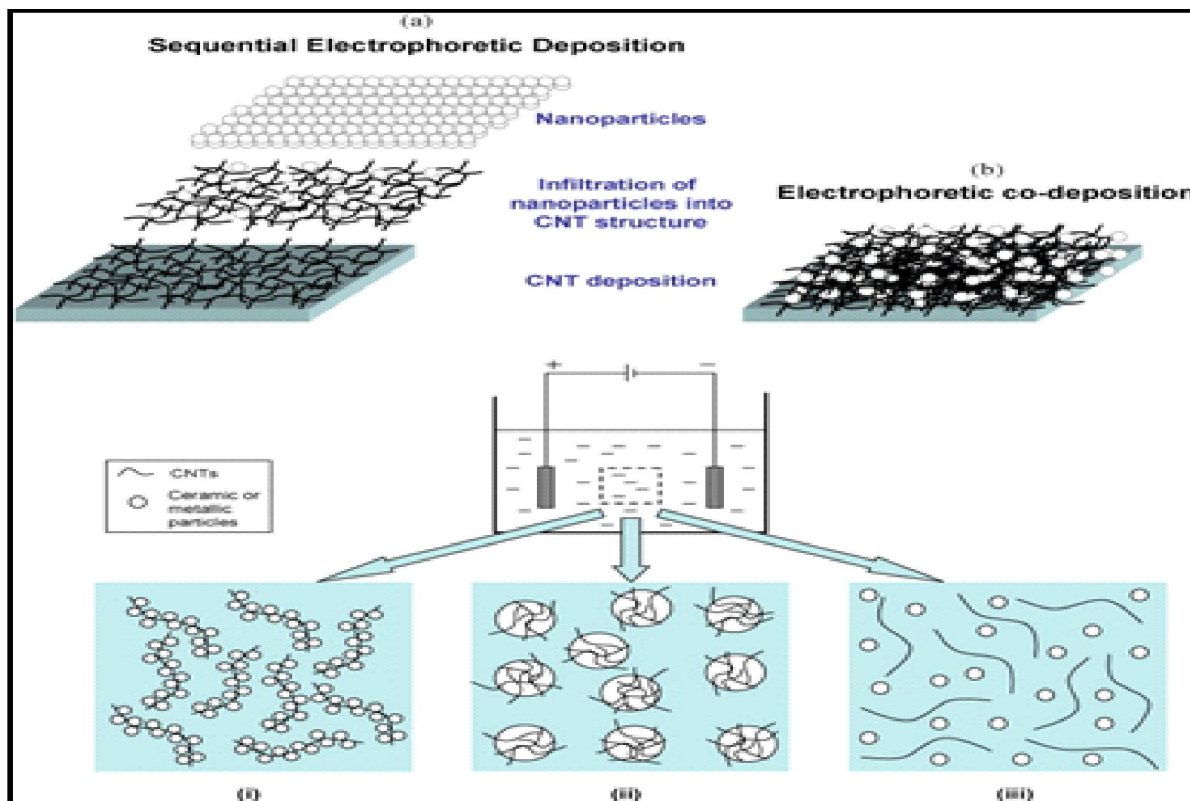 (a)
Sequential Electrophoretic Deposition
Nanoparticles
Infiltration of
nanoparticles into
CNT structure
CNT deposition
(b)
Electrophoretic co-deposition
+
−
CNTs
Ceramic or
metallic
particles
(i)
(ii)
(iii)